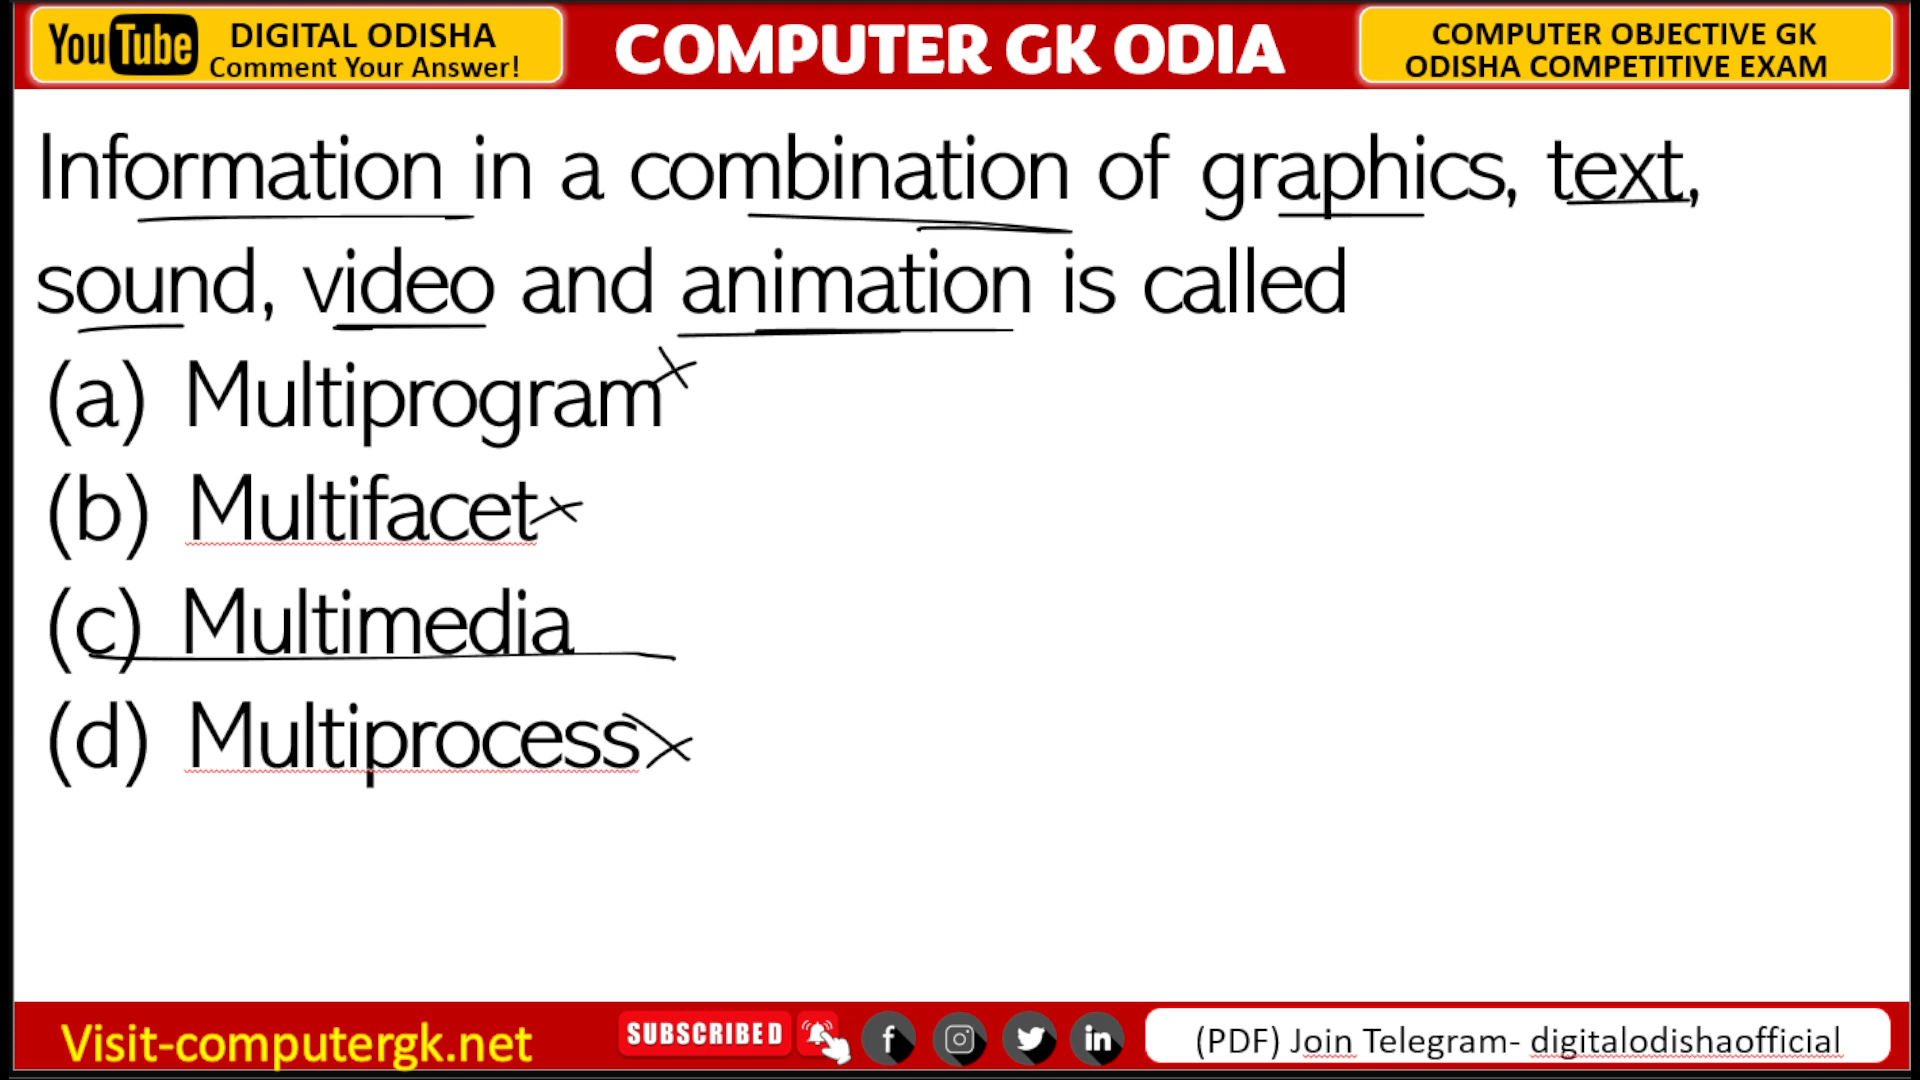 YouTube DIGITAL ODISHA
Comment Your Answer!
COMPUTER GK ODIA
COMPUTER OBJECTIVE GK
ODISHA COMPETITIVE EXAM
Information in a combination of graphics, text,
sound, video and animation is called
(a) Multiprogram
(b) Multifacet
(c) Multimedia
(d) Multiprocess
Visit-computergk.net
SUBSCRIBED
f
in
(PDF) Join Telegram- digitalodishaofficial